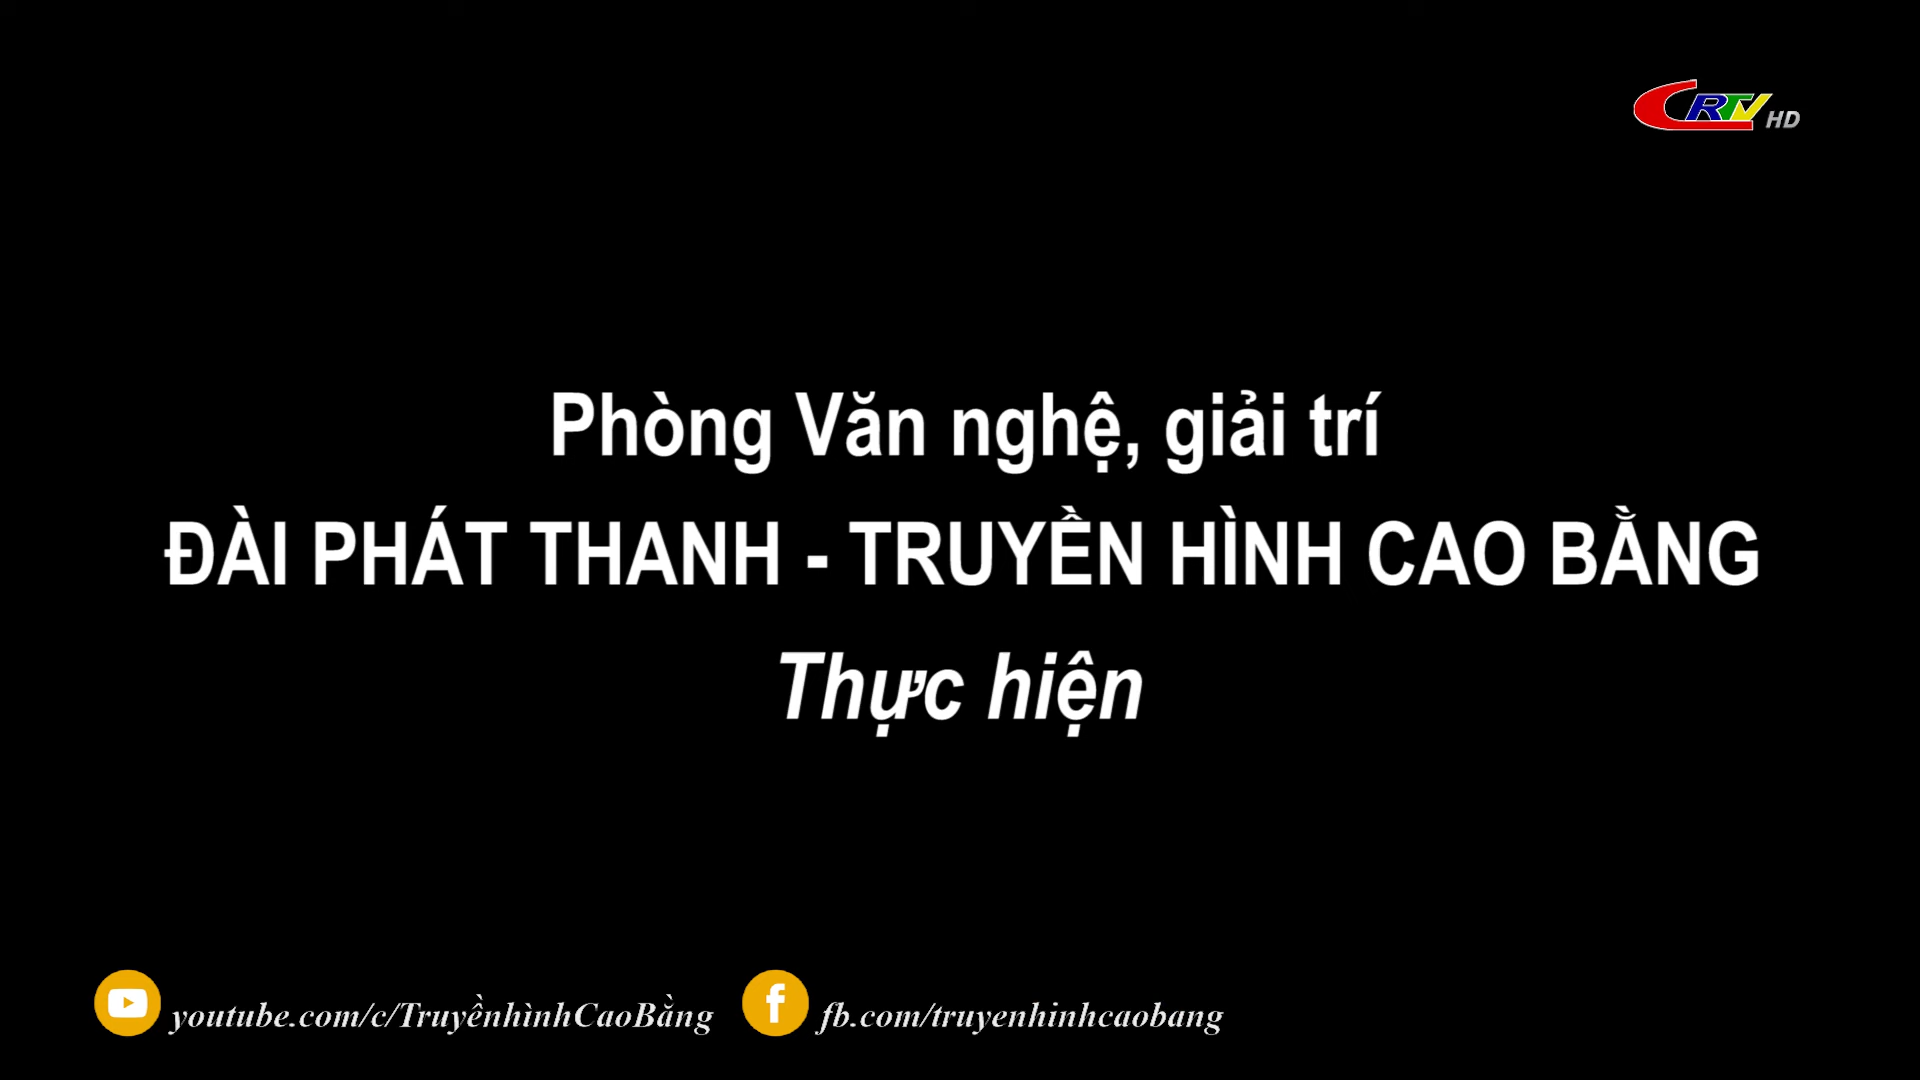 CRTV HD
Phòng Văn nghệ, giải trí
ĐÀI PHÁT THANH - TRUYỀN HÌNH CAO BẰNG
Thực hiện
youtube.com/c/TruyềnhìnhCaoBằng
fb.com/truyenhinhcaobang